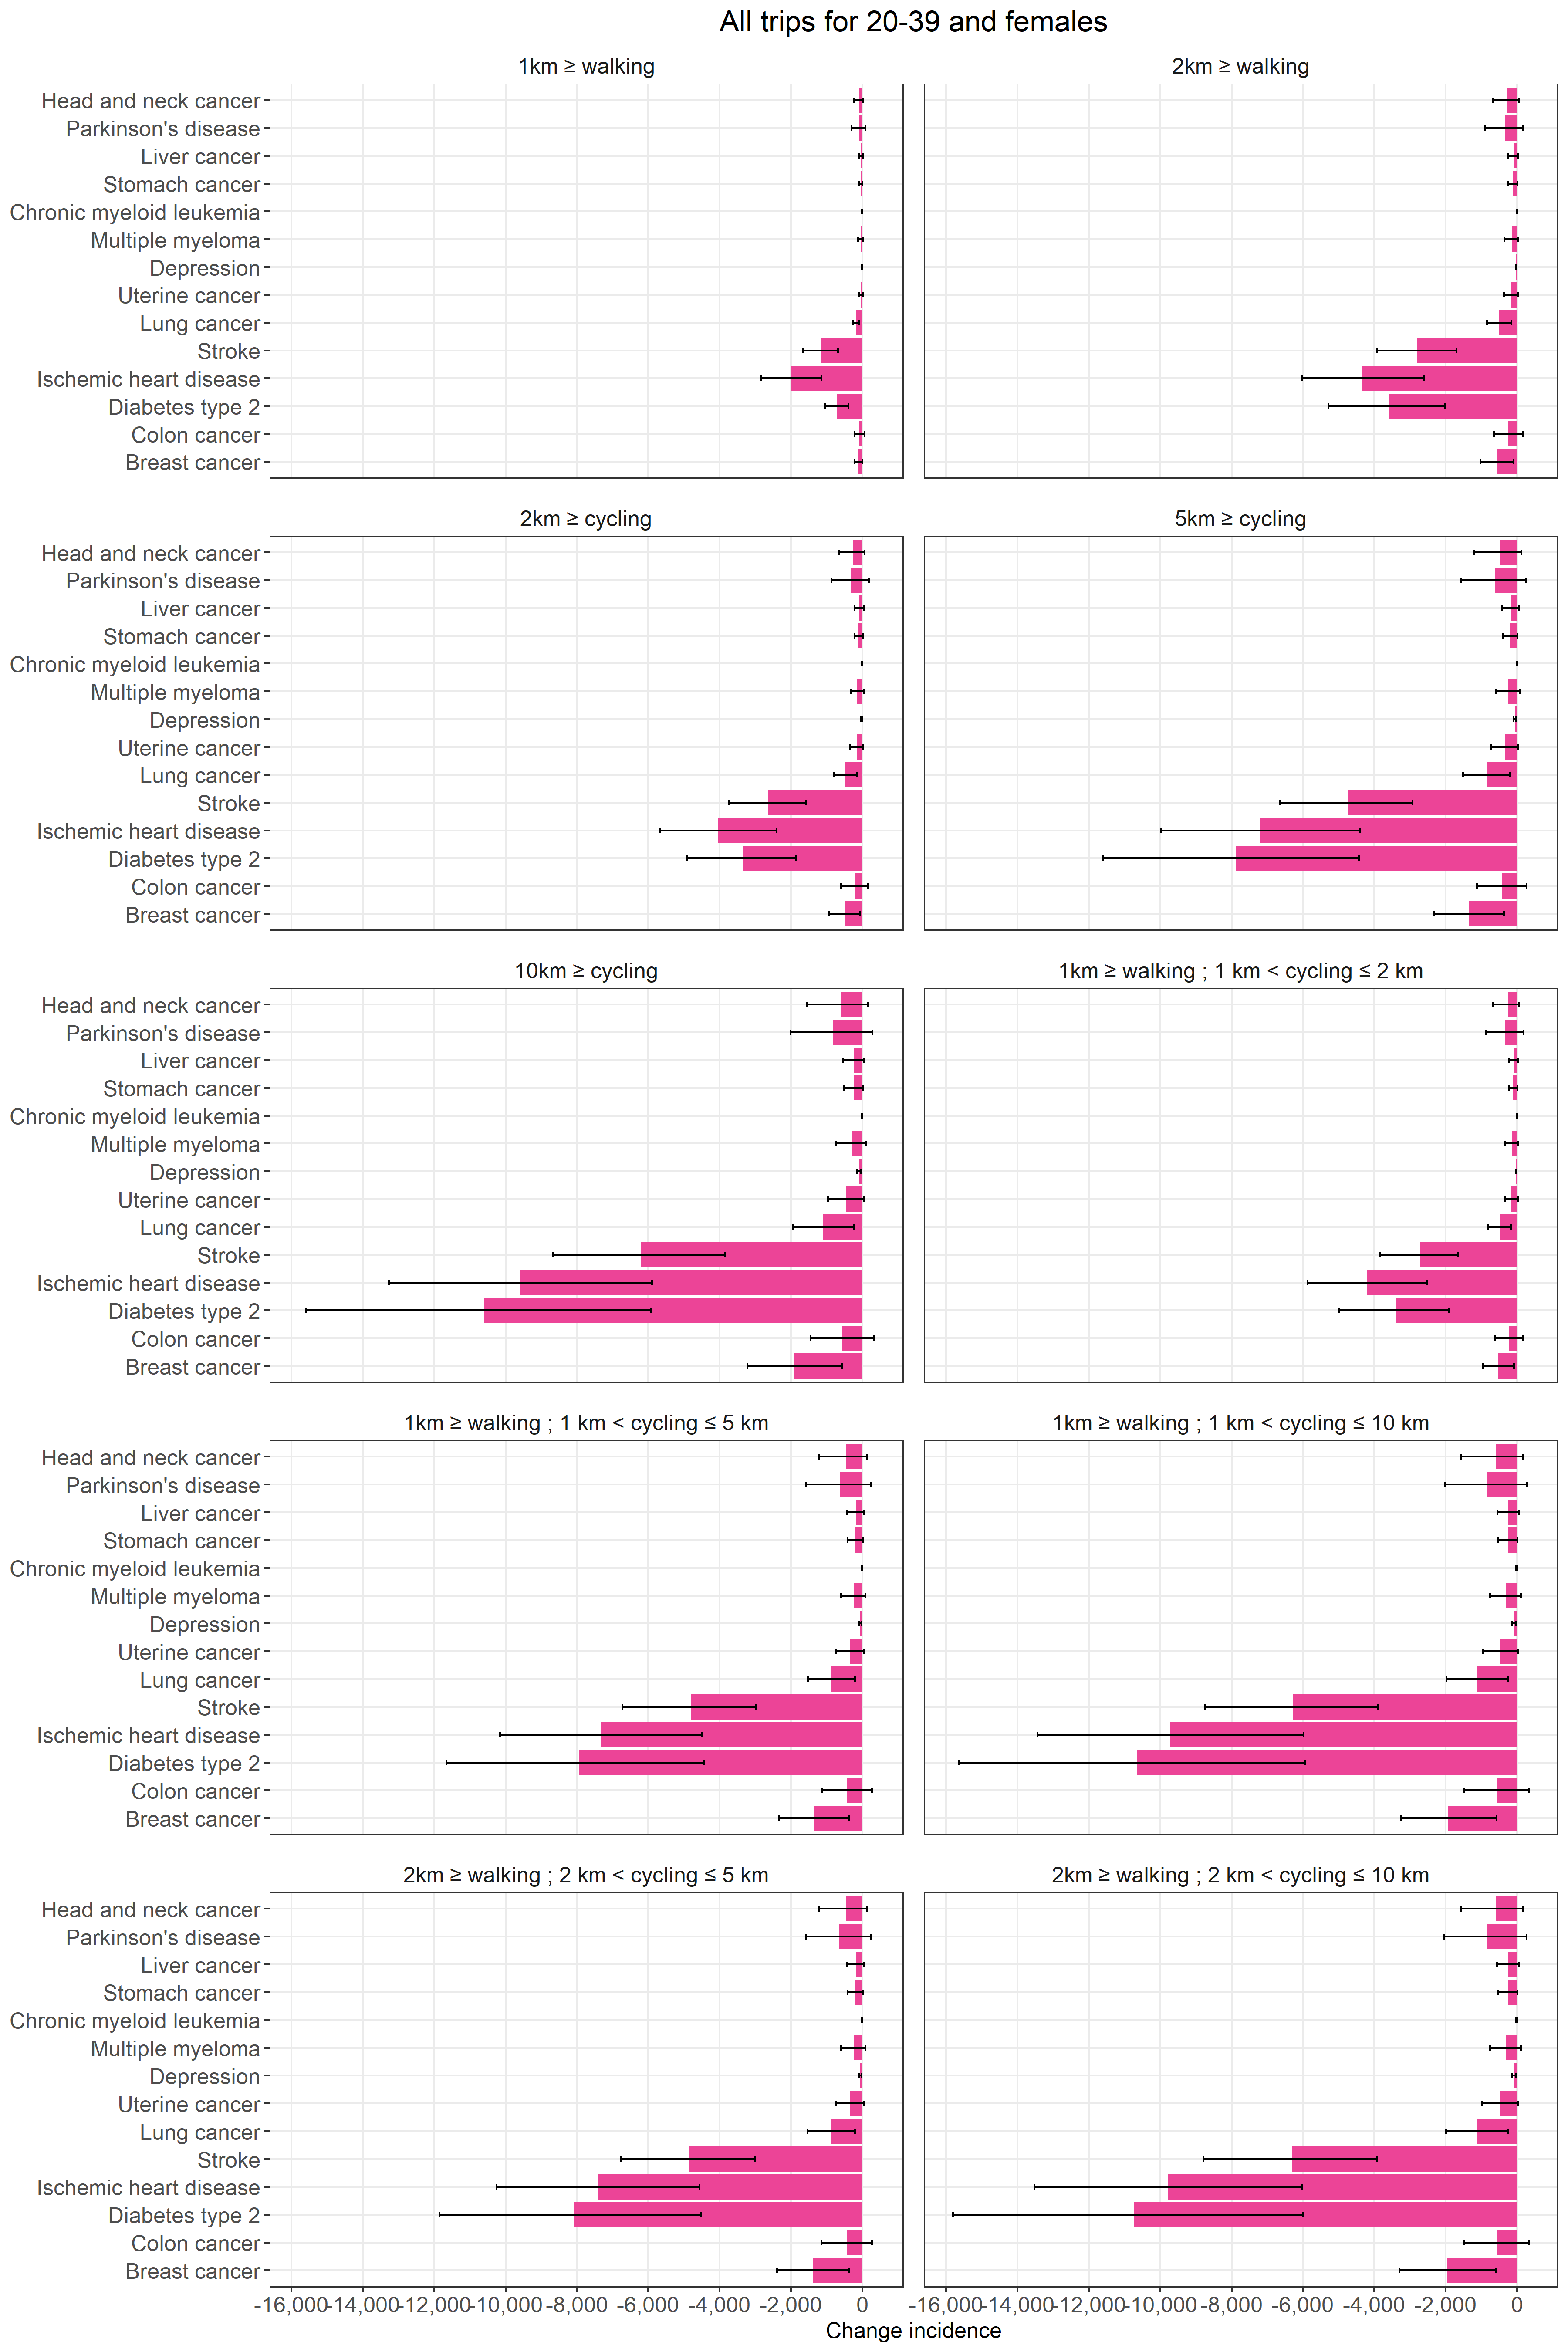 All trips for 20-39 and females
1km ≥ walking
2km ≥ walking
Head and neck cancer
Parkinson's disease
Liver cancer
Stomach cancer
Chronic myeloid leukemia
Multiple myeloma
Depression
Uterine cancer
Lung cancer
Stroke
Ischemic heart disease
Diabetes type 2
Colon cancer
Breast cancer
2km ≥ cycling
5km ≥ cycling
Head and neck cancer
Parkinson's disease
Liver cancer
Stomach cancer
Chronic myeloid leukemia
Multiple myeloma
Depression
Uterine cancer
Lung cancer
Stroke
Ischemic heart disease
Diabetes type 2
Colon cancer
Breast cancer
10km ≥ cycling
1km ≥ walking ; 1 km < cycling ≤ 2 km
Head and neck cancer
Parkinson's disease
Liver cancer
Stomach cancer
Chronic myeloid leukemia
Multiple myeloma
Depression
Uterine cancer
Lung cancer
Stroke
Ischemic heart disease
Diabetes type 2
Colon cancer
Breast cancer
1km ≥ walking ; 1 km < cycling ≤ 5 km
1km ≥ walking ; 1 km < cycling ≤ 10 km
Head and neck cancer
Parkinson's disease
Liver cancer
Stomach cancer
Chronic myeloid leukemia
Multiple myeloma
Depression
Uterine cancer
Lung cancer
Stroke
Ischemic heart disease
Diabetes type 2
Colon cancer
Breast cancer
2km ≥ walking ; 2 km < cycling ≤ 5 km
2km ≥ walking ; 2 km < cycling ≤ 10 km
Head and neck cancer
Parkinson's disease
Liver cancer
Stomach cancer
Chronic myeloid leukemia
Multiple myeloma
Depression
Uterine cancer
Lung cancer
Stroke
Ischemic heart disease
Diabetes type 2
Colon cancer
Breast cancer
-16,000 -14,000 -12,000 -10,000 -8,000 -6,000 -4,000 -2,000 0
-16,000 -14,000 -12,000 -10,000 -8,000 -6,000 -4,000 -2,000 0
Change incidence